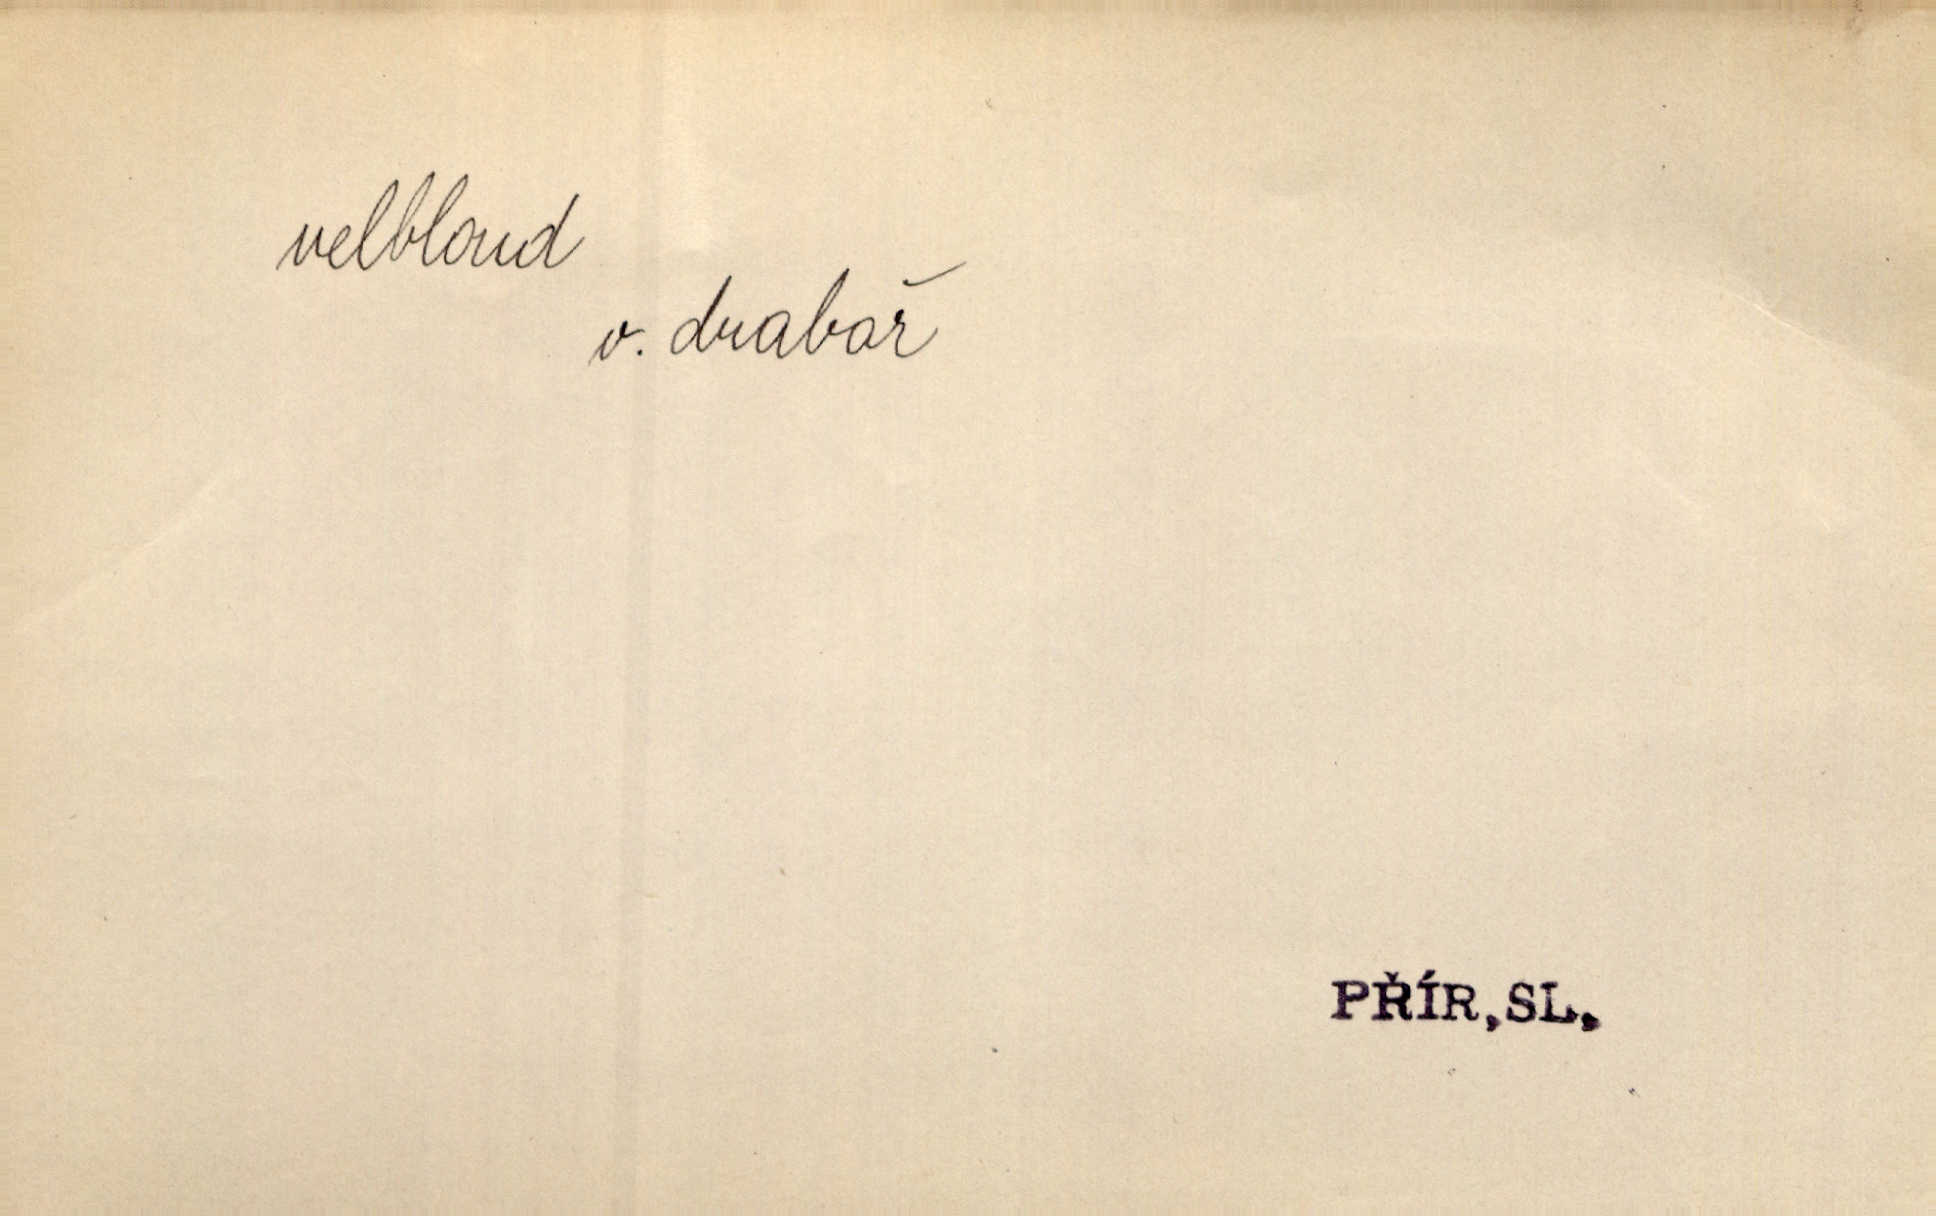 velbloud
v. drabař
PŘÍR,SL,